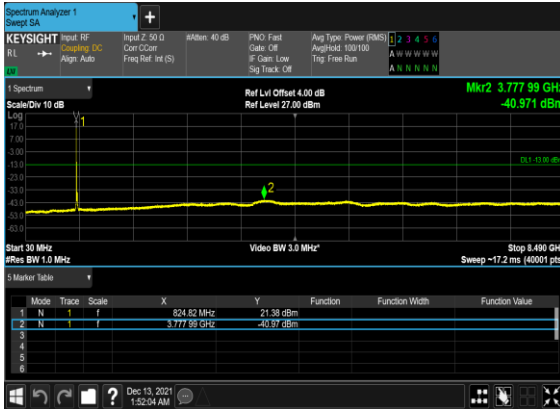 Spectrum Analyzer 1
Swept SA
+
KEYSIGHT Input: RF Input Z: 50 Ω #Atten: 40 dB PNO: Fast Avg Type: Power (RMS) 1 2 3 4 5 6
RL Coupling: DC Corr CCorr Gate: Off Avg|Hold: 100/100 A W W W W W
Align: Auto Freq Ref: Int (S) IF Gain: Low Trig: Free Run
Sig Track: Off A N N N N N
1 Spectrum Ref Lvl Offset 4.00 dB Mkr2 3.777 99 GHz
Scale/Div 10 dB Ref Level 27.00 dBm -40.971 dBm
Log
17.0 1
7.00
-3.00
-13.0 DL1 -13.00 dBm
-23.0
-33.0 2
-43.0
-53.0
-63.0
Start 30 MHz Video BW 3.0 MHz* Stop 8.490 GHz
#Res BW 1.0 MHz Sweep ~17.2 ms (40001 pts)
5 Marker Table
Mode Trace Scale X Y Function Function Width Function Value
1 N 1 f 824.82 MHz 21.38 dBm
2 N 1 f 3.777 99 GHz -40.97 dBm
3
4
5
6
? Dec 13, 2021
1:52:04 AM